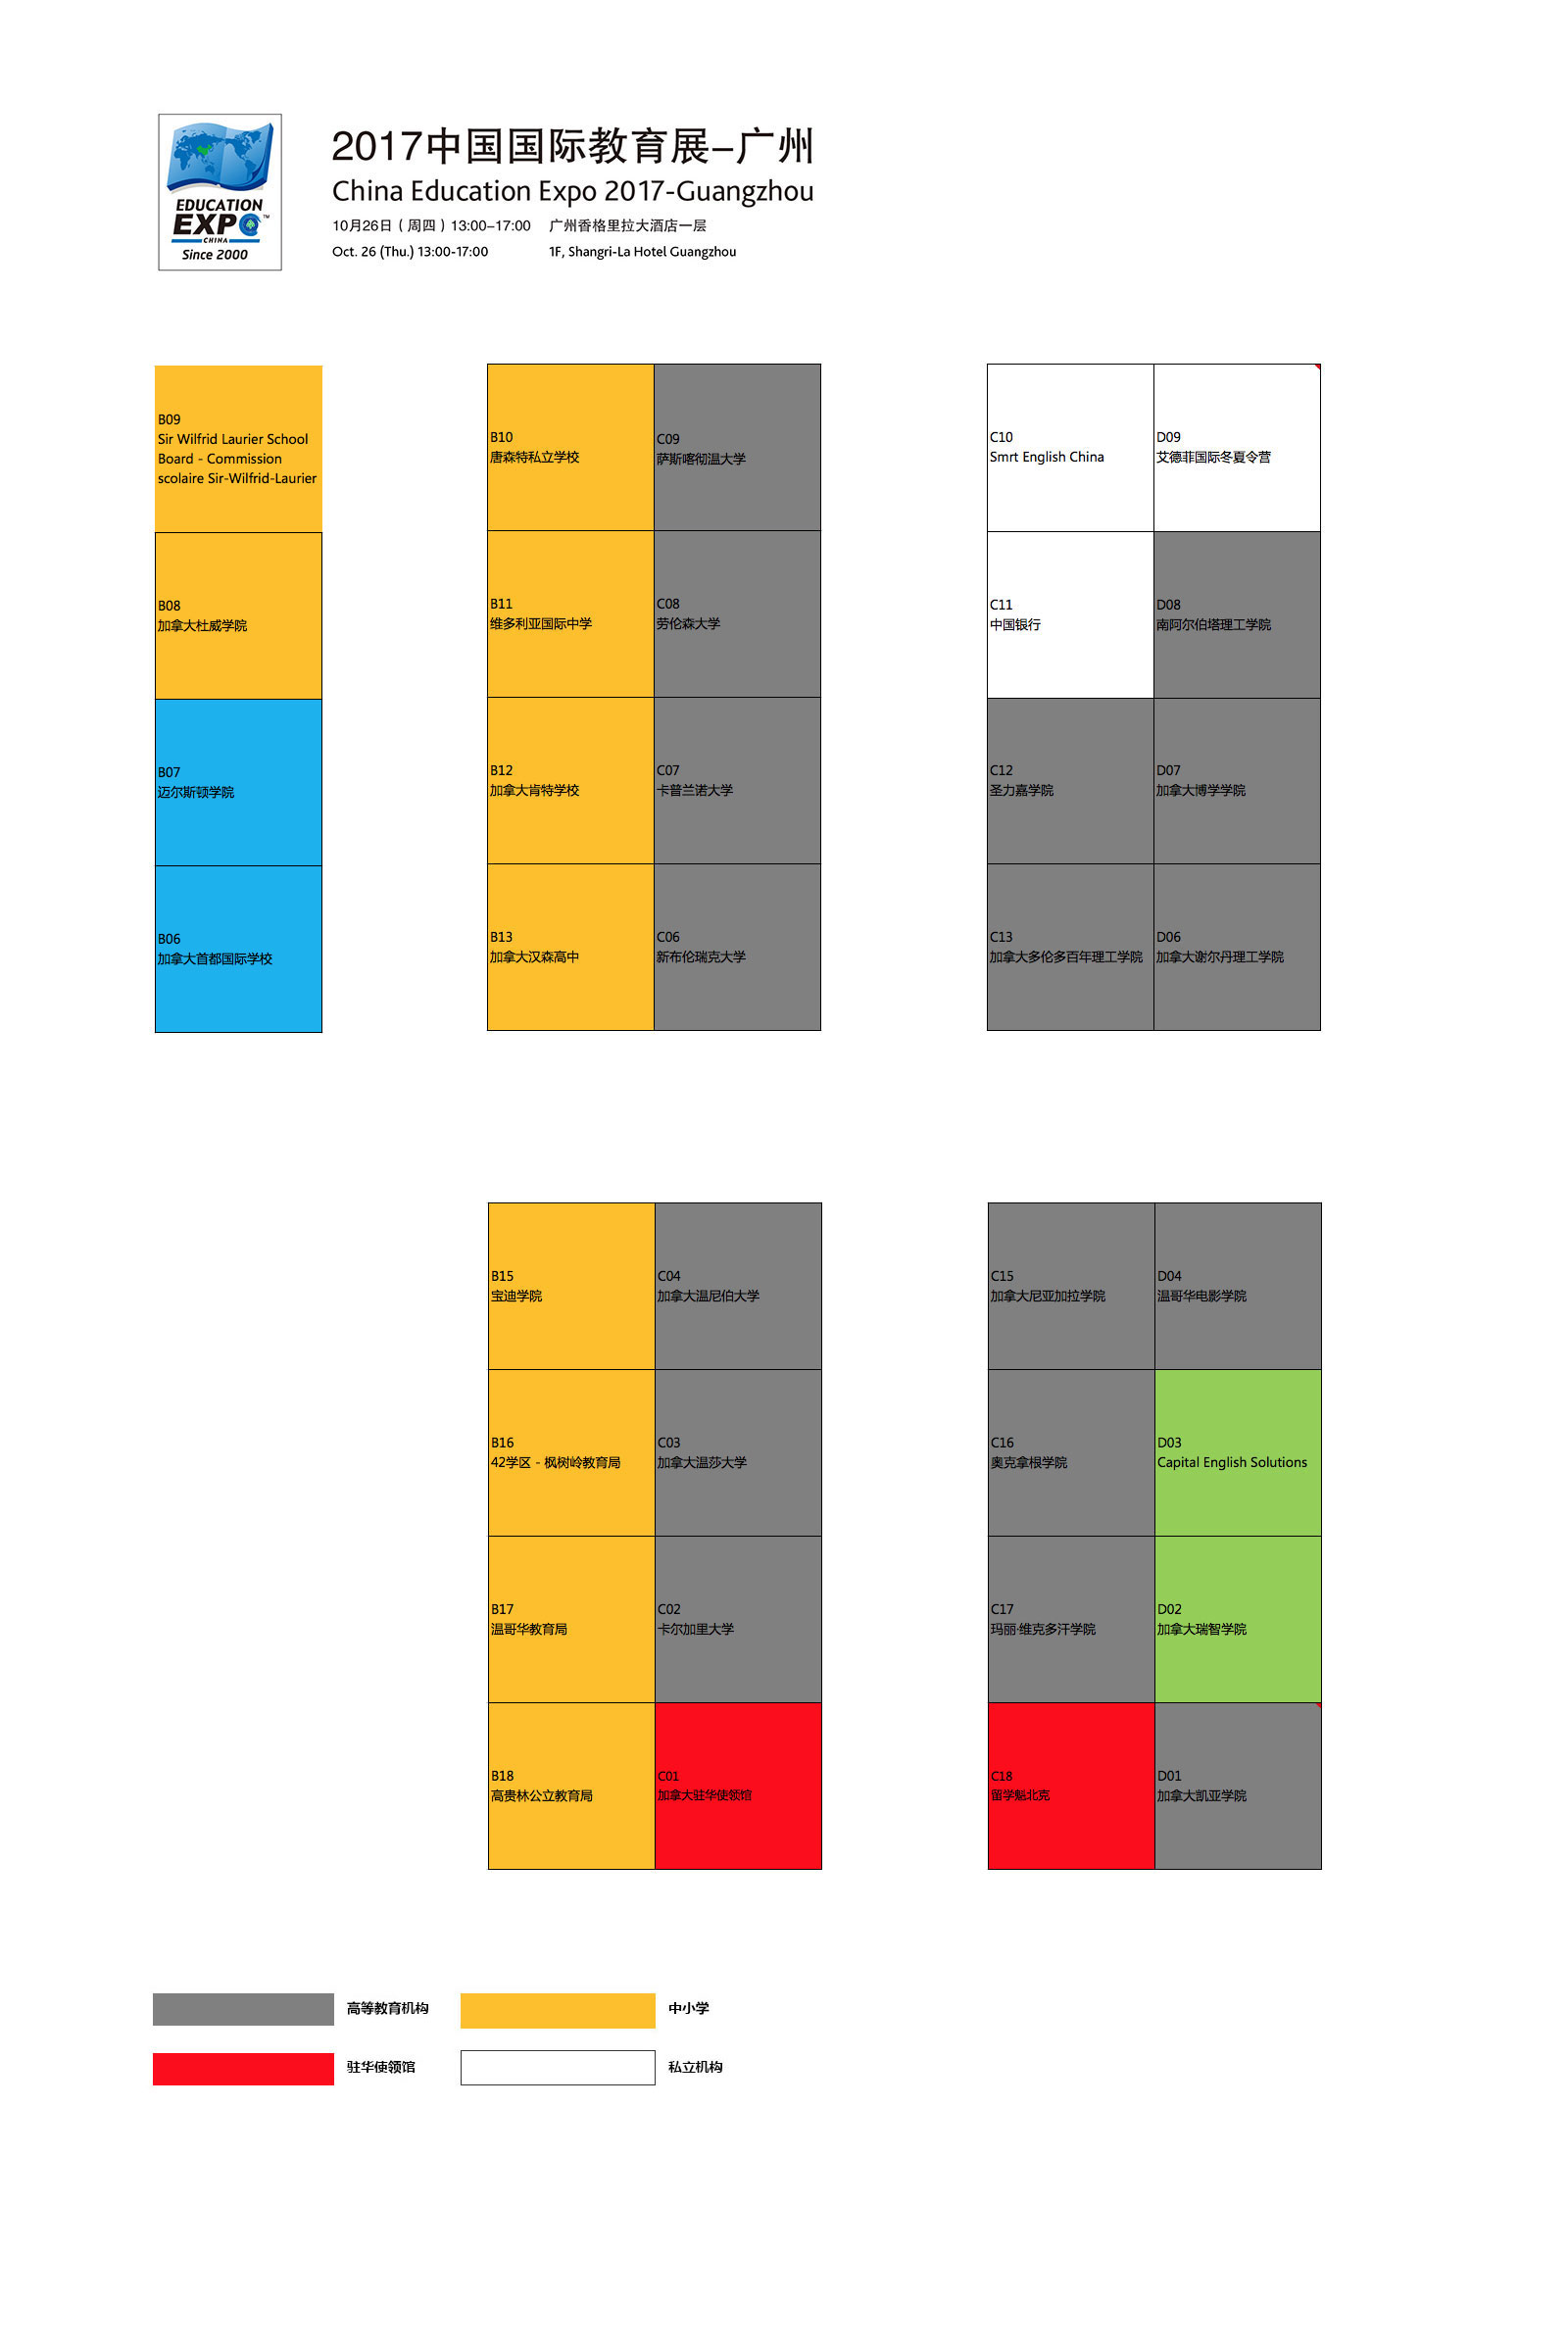 EDUCATION
EXPO™
CHINA
Since 2000
2017中国国际教育展-广州
China Education Expo 2017-Guangzhou
10月26日（周四）13:00-17:00 广州香格里拉大酒店一层
Oct. 26 (Thu.) 13:00-17:00 1F, Shangri-La Hotel Guangzhou
B09
Sir Wilfrid Laurier School
Board - Commission
scolaire Sir-Wilfrid-Laurier
B08
加拿大杜威学院
B07
迈尔斯顿学院
B06
加拿大首都国际学校
B10
唐森特私立学校
C09
萨斯喀彻温大学
B11
维多利亚国际中学
C08
劳伦森大学
B12
加拿大肯特学校
C07
卡普兰诺大学
B13
加拿大汉森高中
C06
新布伦瑞克大学
C10
Smrt English China
D09
艾德菲国际冬夏令营
C11
中国银行
D08
南阿尔伯塔理工学院
C12
圣力嘉学院
D07
加拿大博学学院
C13
加拿大多伦多百年理工学院
D06
加拿大谢尔丹理工学院
B15
宝迪学院
C04
加拿大温尼伯大学
B16
42学区 - 枫树岭教育局
C03
加拿大温莎大学
B17
温哥华教育局
C02
卡尔加里大学
B18
高贵林公立教育局
C01
加拿大驻华使领馆
C15
加拿大尼亚加拉学院
D04
温哥华电影学院
C16
奥克拿根学院
D03
Capital English Solutions
C17
玛丽·维克多汗学院
D02
加拿大瑞智学院
C18
留学魁北克
D01
加拿大凯亚学院
高等教育机构
中小学
驻华使领馆
私立机构